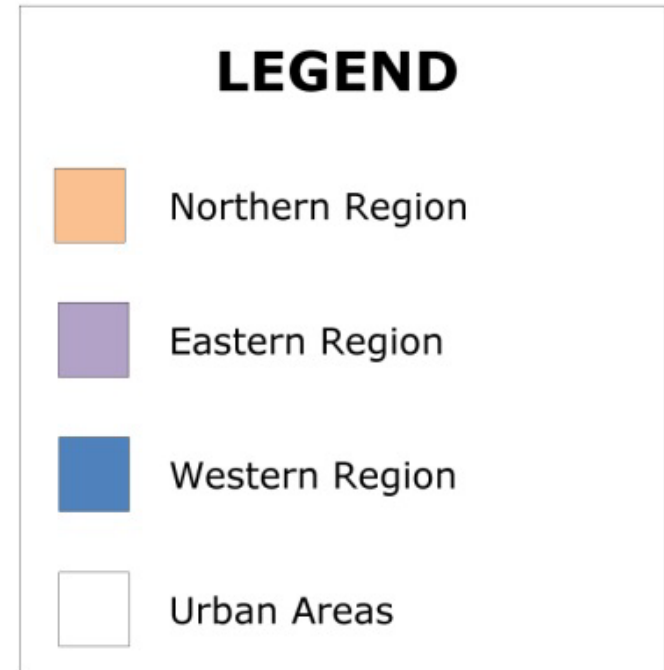 LEGEND
Northern Region
Eastern Region
Western Region
Urban Areas